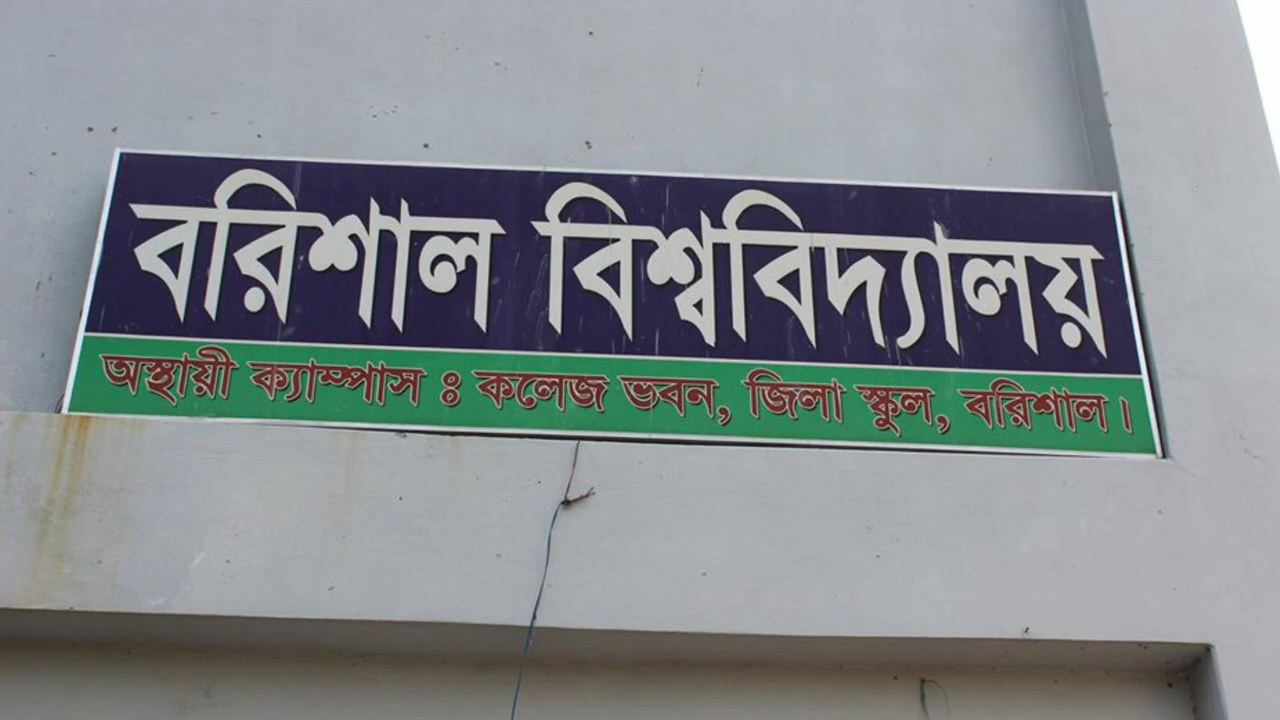 বরিশাল বিশ্ববিদ্যালয়
অস্থায়ী ক্যাম্পাস ঃ কলেজ ভবন, জিলা স্কুল, বরিশাল।